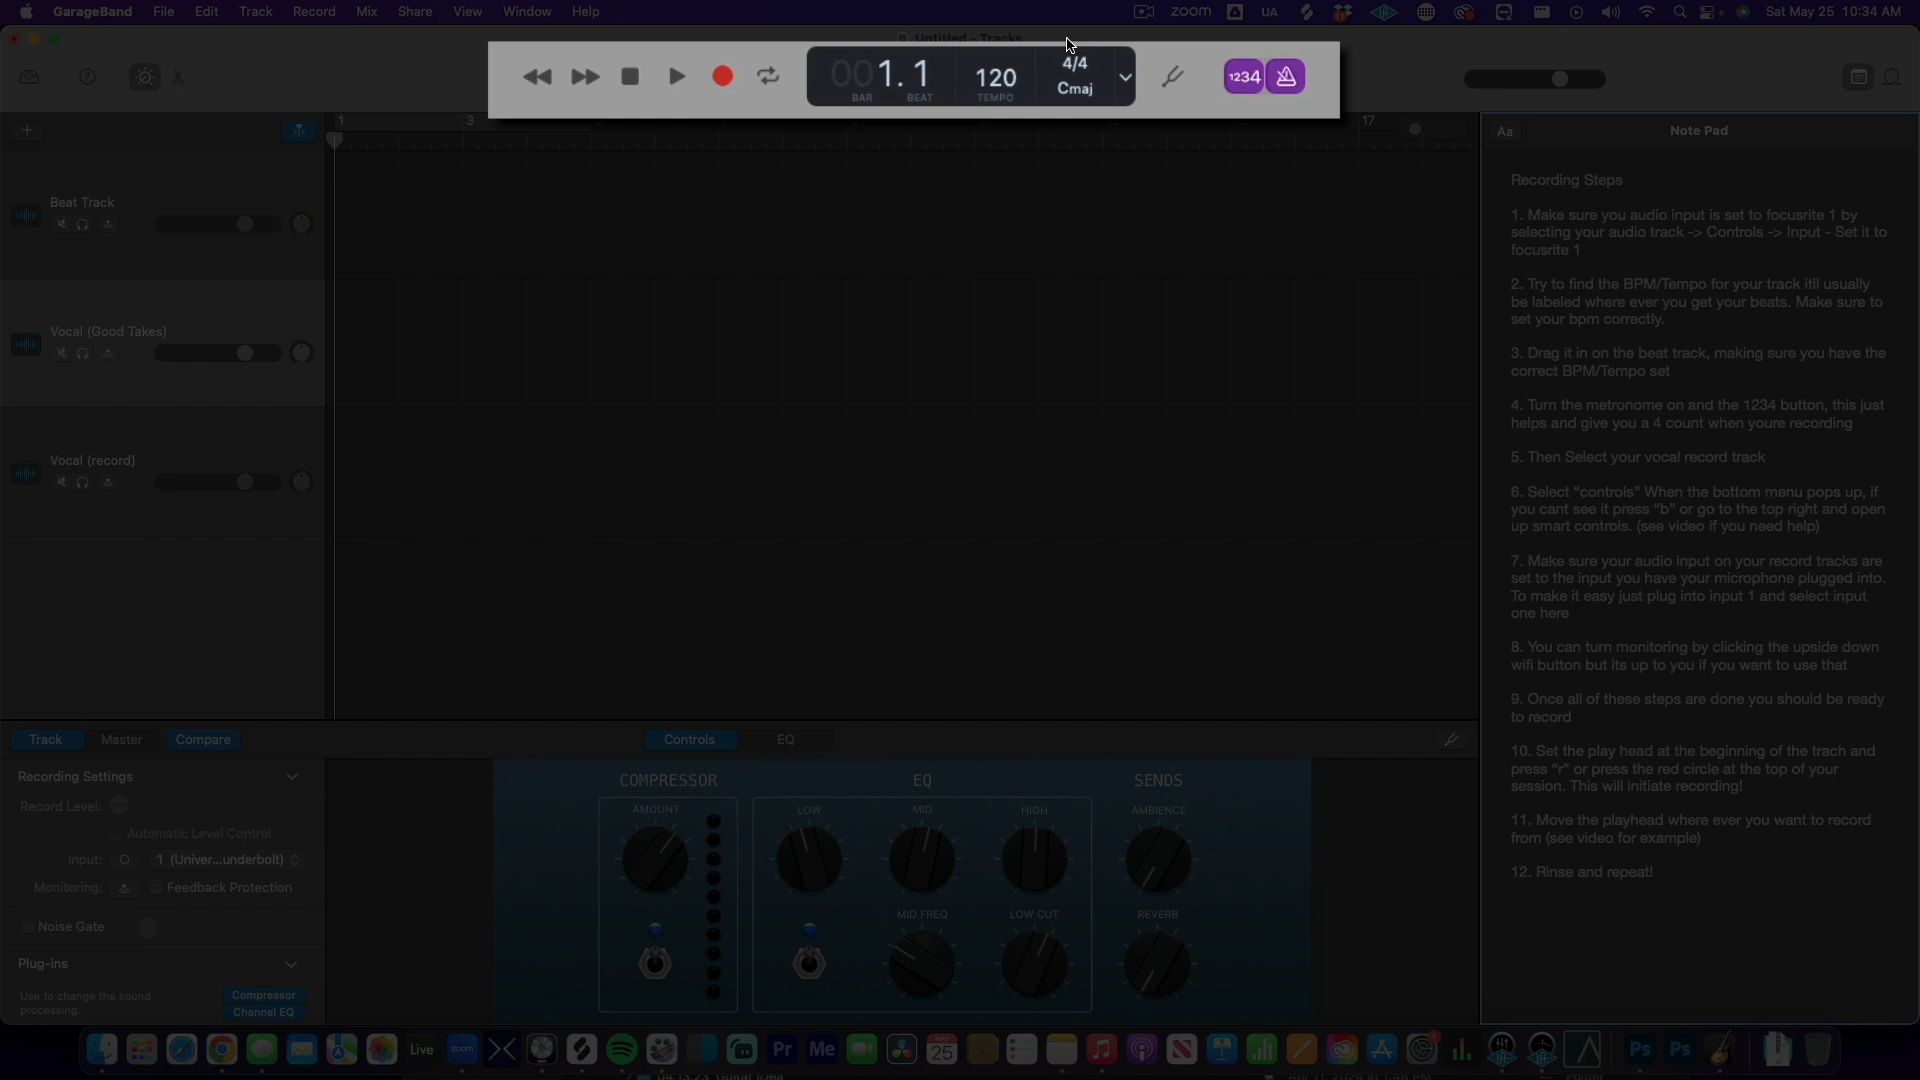 GarageBand File Edit Track Record Mix Share View Window Help
zoom UA Sat May 25 10:34 AM
Untitled - Tracks
001. 1 120 4/4
Cmaj
BAR BEAT TEMPO
1234
1 3 17
Aa Note Pad
Beat Track
Vocal (Good Takes)
Vocal (record)
Recording Steps
1. Make sure you audio input is set to focusrite 1 by
selecting your audio track -> Controls -> Input - Set it to
focusrite 1
2. Try to find the BPM/Tempo for your track itll usually
be labeled where ever you get your beats. Make sure to
set your bpm correctly.
3. Drag it in on the beat track, making sure you have the
correct BPM/Tempo set
4. Turn the metronome on and the 1234 button, this just
helps and give you a 4 count when youre recording
5. Then Select your vocal record track
6. Select “controls” When the bottom menu pops up, if
you cant see it press “b” or go to the top right and open
up smart controls. (see video if you need help)
7. Make sure your audio input on your record tracks are
set to the input you have your microphone plugged into.
To make it easy just plug into input 1 and select input
one here
8. You can turn monitoring by clicking the upside down
wifi button but its up to you if you want to use that
9. Once all of these steps are done you should be ready
to record
10. Set the play head at the beginning of the trach and
press “r” or press the red circle at the top of your
session. This will initiate recording!
11. Move the playhead where ever you want to record
from (see video for example)
12. Rinse and repeat!
Track Master Compare Controls EQ
Recording Settings
Record Level:
Automatic Level Control
Input: 1 (Univer...underbolt)
Monitoring: Feedback Protection
Noise Gate
Plug-ins
Use to change the sound
processing.
Compressor
Channel EQ
COMPRESSOR EQ SENDS
AMOUNT LOW MID HIGH AMBIENCE
MID FREQ LOW CUT REVERB
Live zoom Pr Me 25 Ps Ps